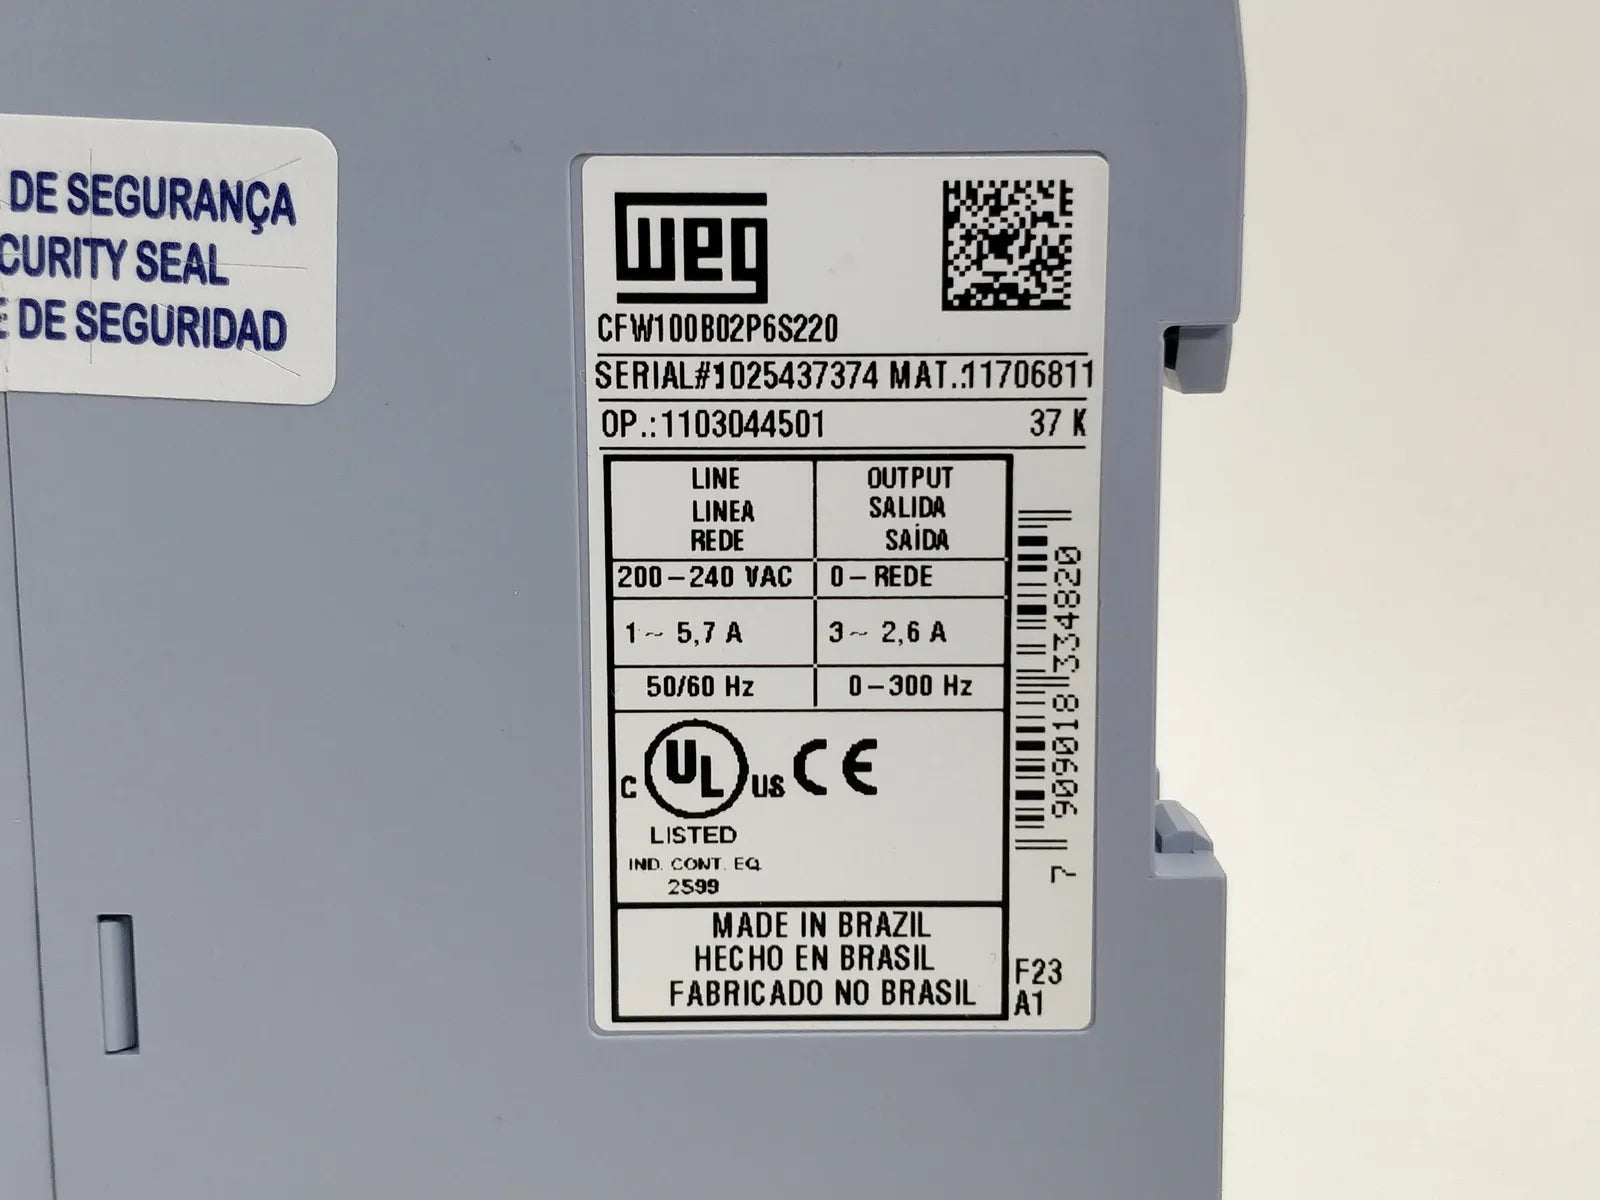 DE SEGURANÇA
CURITY SEAL
E DE SEGURIDAD
weg
CFW100B02P6S220
SERIAL#1025437374 MAT.:11706811
OP.:1103044501 37 K
LINE OUTPUT
LINEA SALIDA
REDE SAÍDA
200-240 VAC 0-REDE
1~ 5,7 A 3~ 2,6 A
50/60 Hz 0-300 Hz
C UL US CE
LISTED
IND. CONT. EQ.
2599
MADE IN BRAZIL
HECHO EN BRASIL
FABRICADO NO BRASIL
7 909018 334820
F23
A1